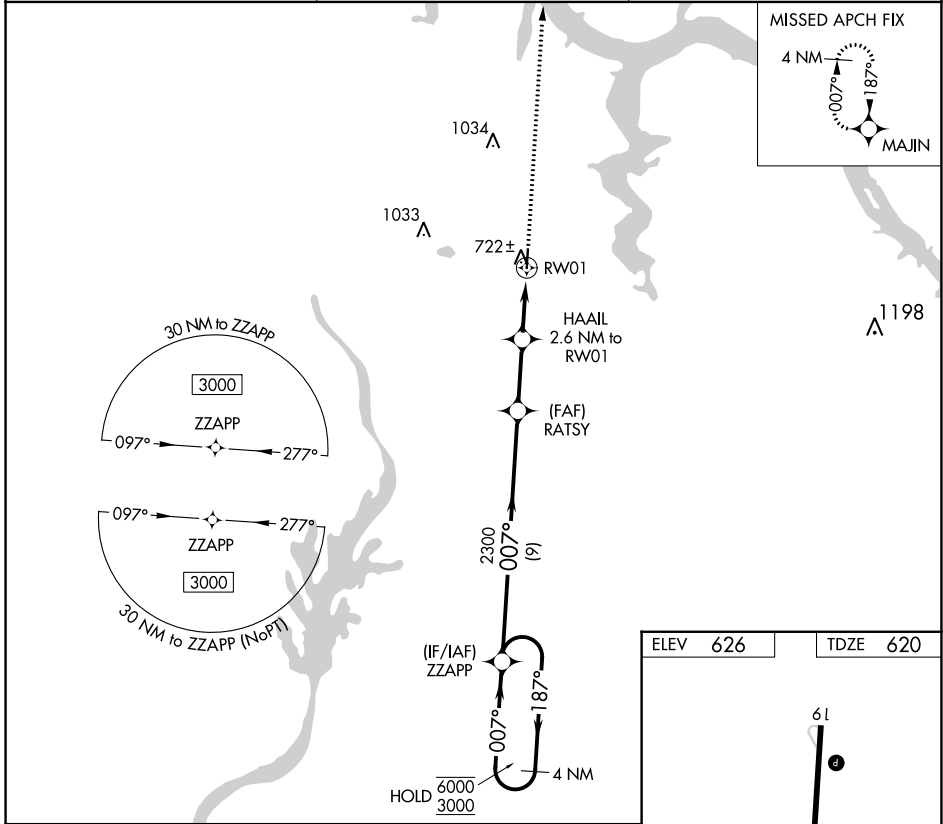 MISSED APCH FIX
4 NM
007°
187°
MAJIN
1034
1033
722±
RW01
HAAIL
2.6 NM to
RW01
1198
(FAF)
RATSY
30 NM to ZZAPP
3000
ZZAPP
097°
277°
097°
277°
ZZAPP
3000
30 NM to ZZAPP (NoPT)
2300
007°
(9)
(IF/IAF)
ZZAPP
187°
007°
4 NM
HOLD
6000
3000
ELEV 626
TDZE 620
19
P